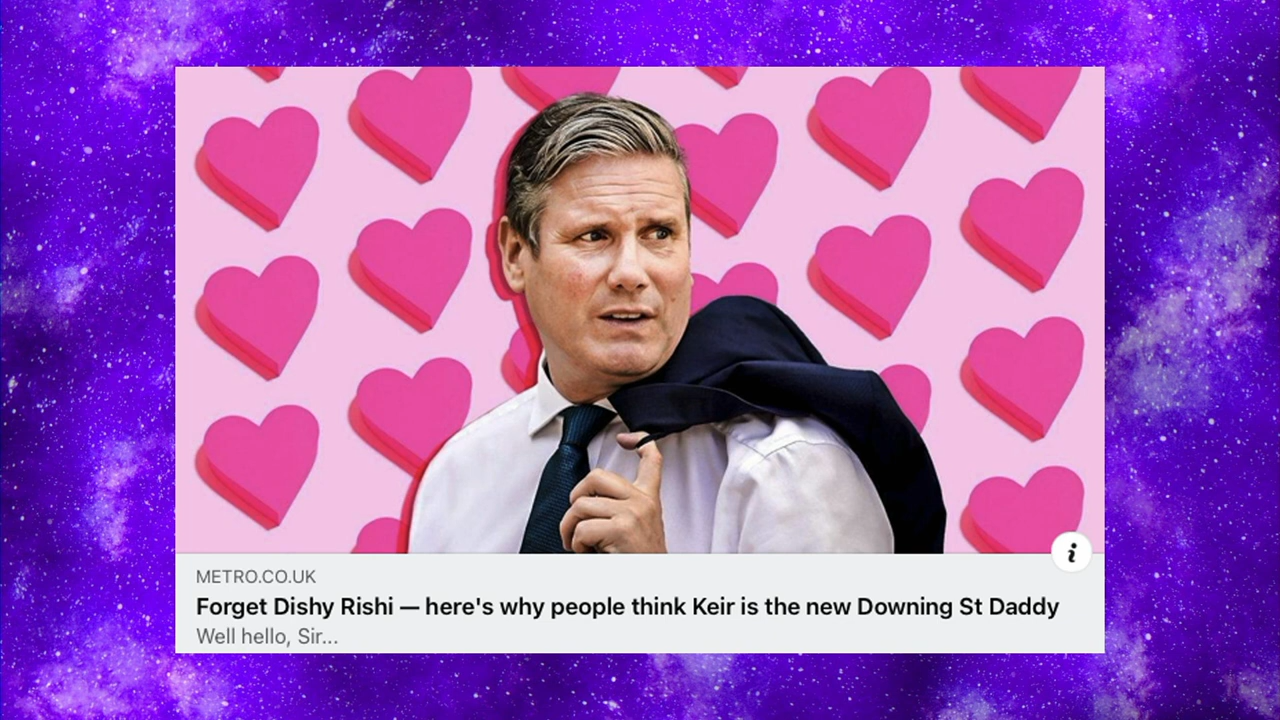 METRO.CO.UK
Forget Dishy Rishi — here's why people think Keir is the new Downing St Daddy
Well hello, Sir...